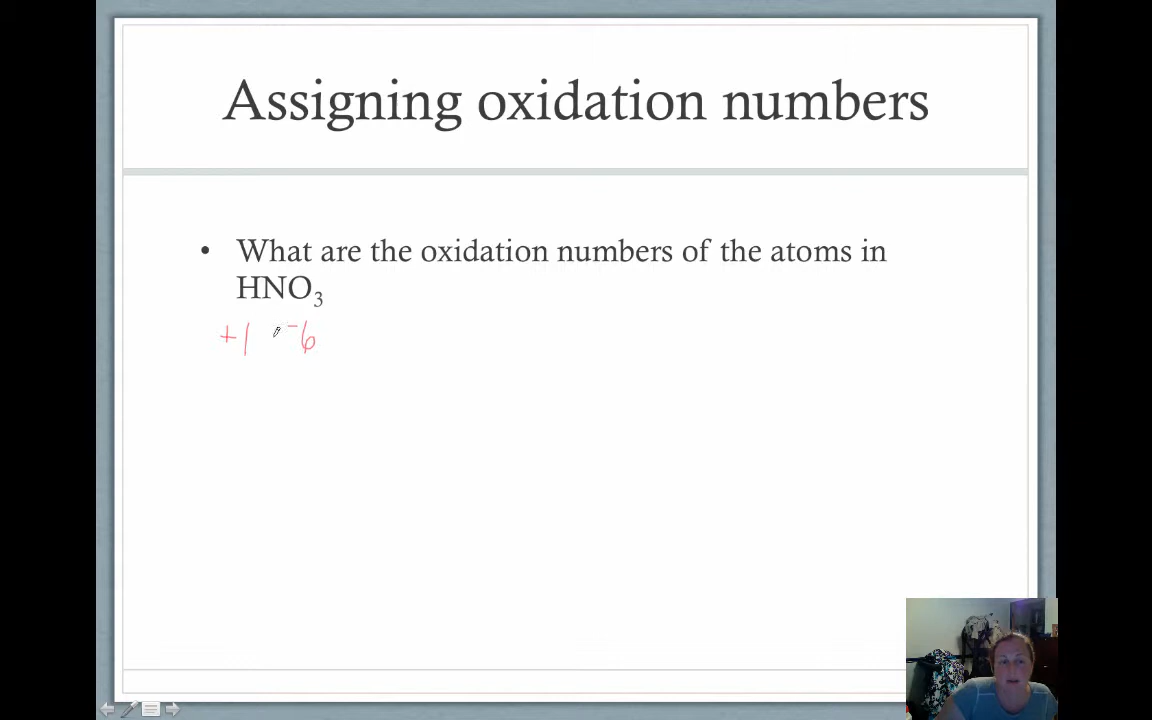 Assigning oxidation numbers
• What are the oxidation numbers of the atoms in
HNO₃
+1 -6